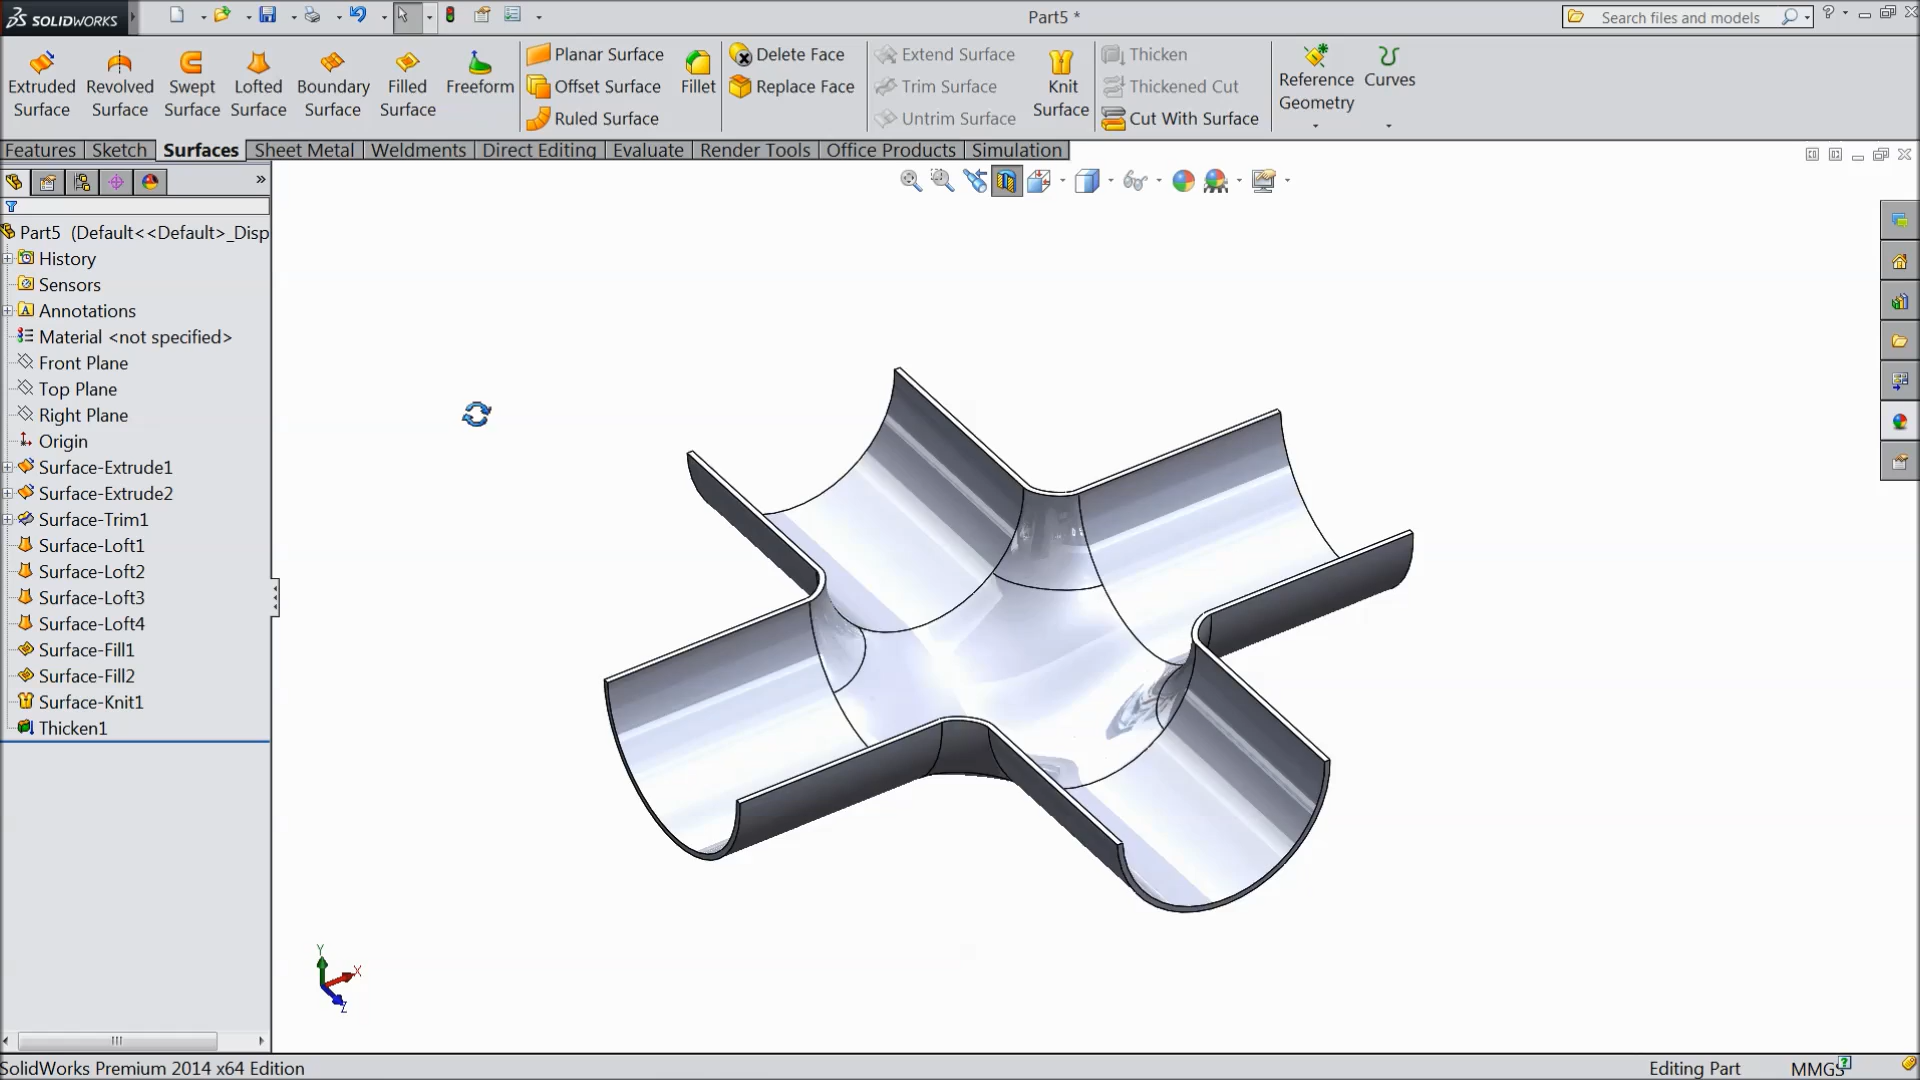 SOLIDWORKS
Part5 *
Search files and models
?
Extruded Surface
Revolved Surface
Swept Surface
Lofted Surface
Boundary Surface
Filled Surface
Freeform
Planar Surface
Offset Surface
Ruled Surface
Fillet
Delete Face
Replace Face
Extend Surface
Trim Surface
Untrim Surface
Knit Surface
Thicken
Thickened Cut
Cut With Surface
Reference Geometry
Curves
Features Sketch Surfaces Sheet Metal Weldments Direct Editing Evaluate Render Tools Office Products Simulation
»
Part5 (Default<<Default>_Disp
History
Sensors
Annotations
Material <not specified>
Front Plane
Top Plane
Right Plane
Origin
Surface-Extrude1
Surface-Extrude2
Surface-Trim1
Surface-Loft1
Surface-Loft2
Surface-Loft3
Surface-Loft4
Surface-Fill1
Surface-Fill2
Surface-Knit1
Thicken1
Y
X
Z
SolidWorks Premium 2014 x64 Edition
Editing Part
MMGS